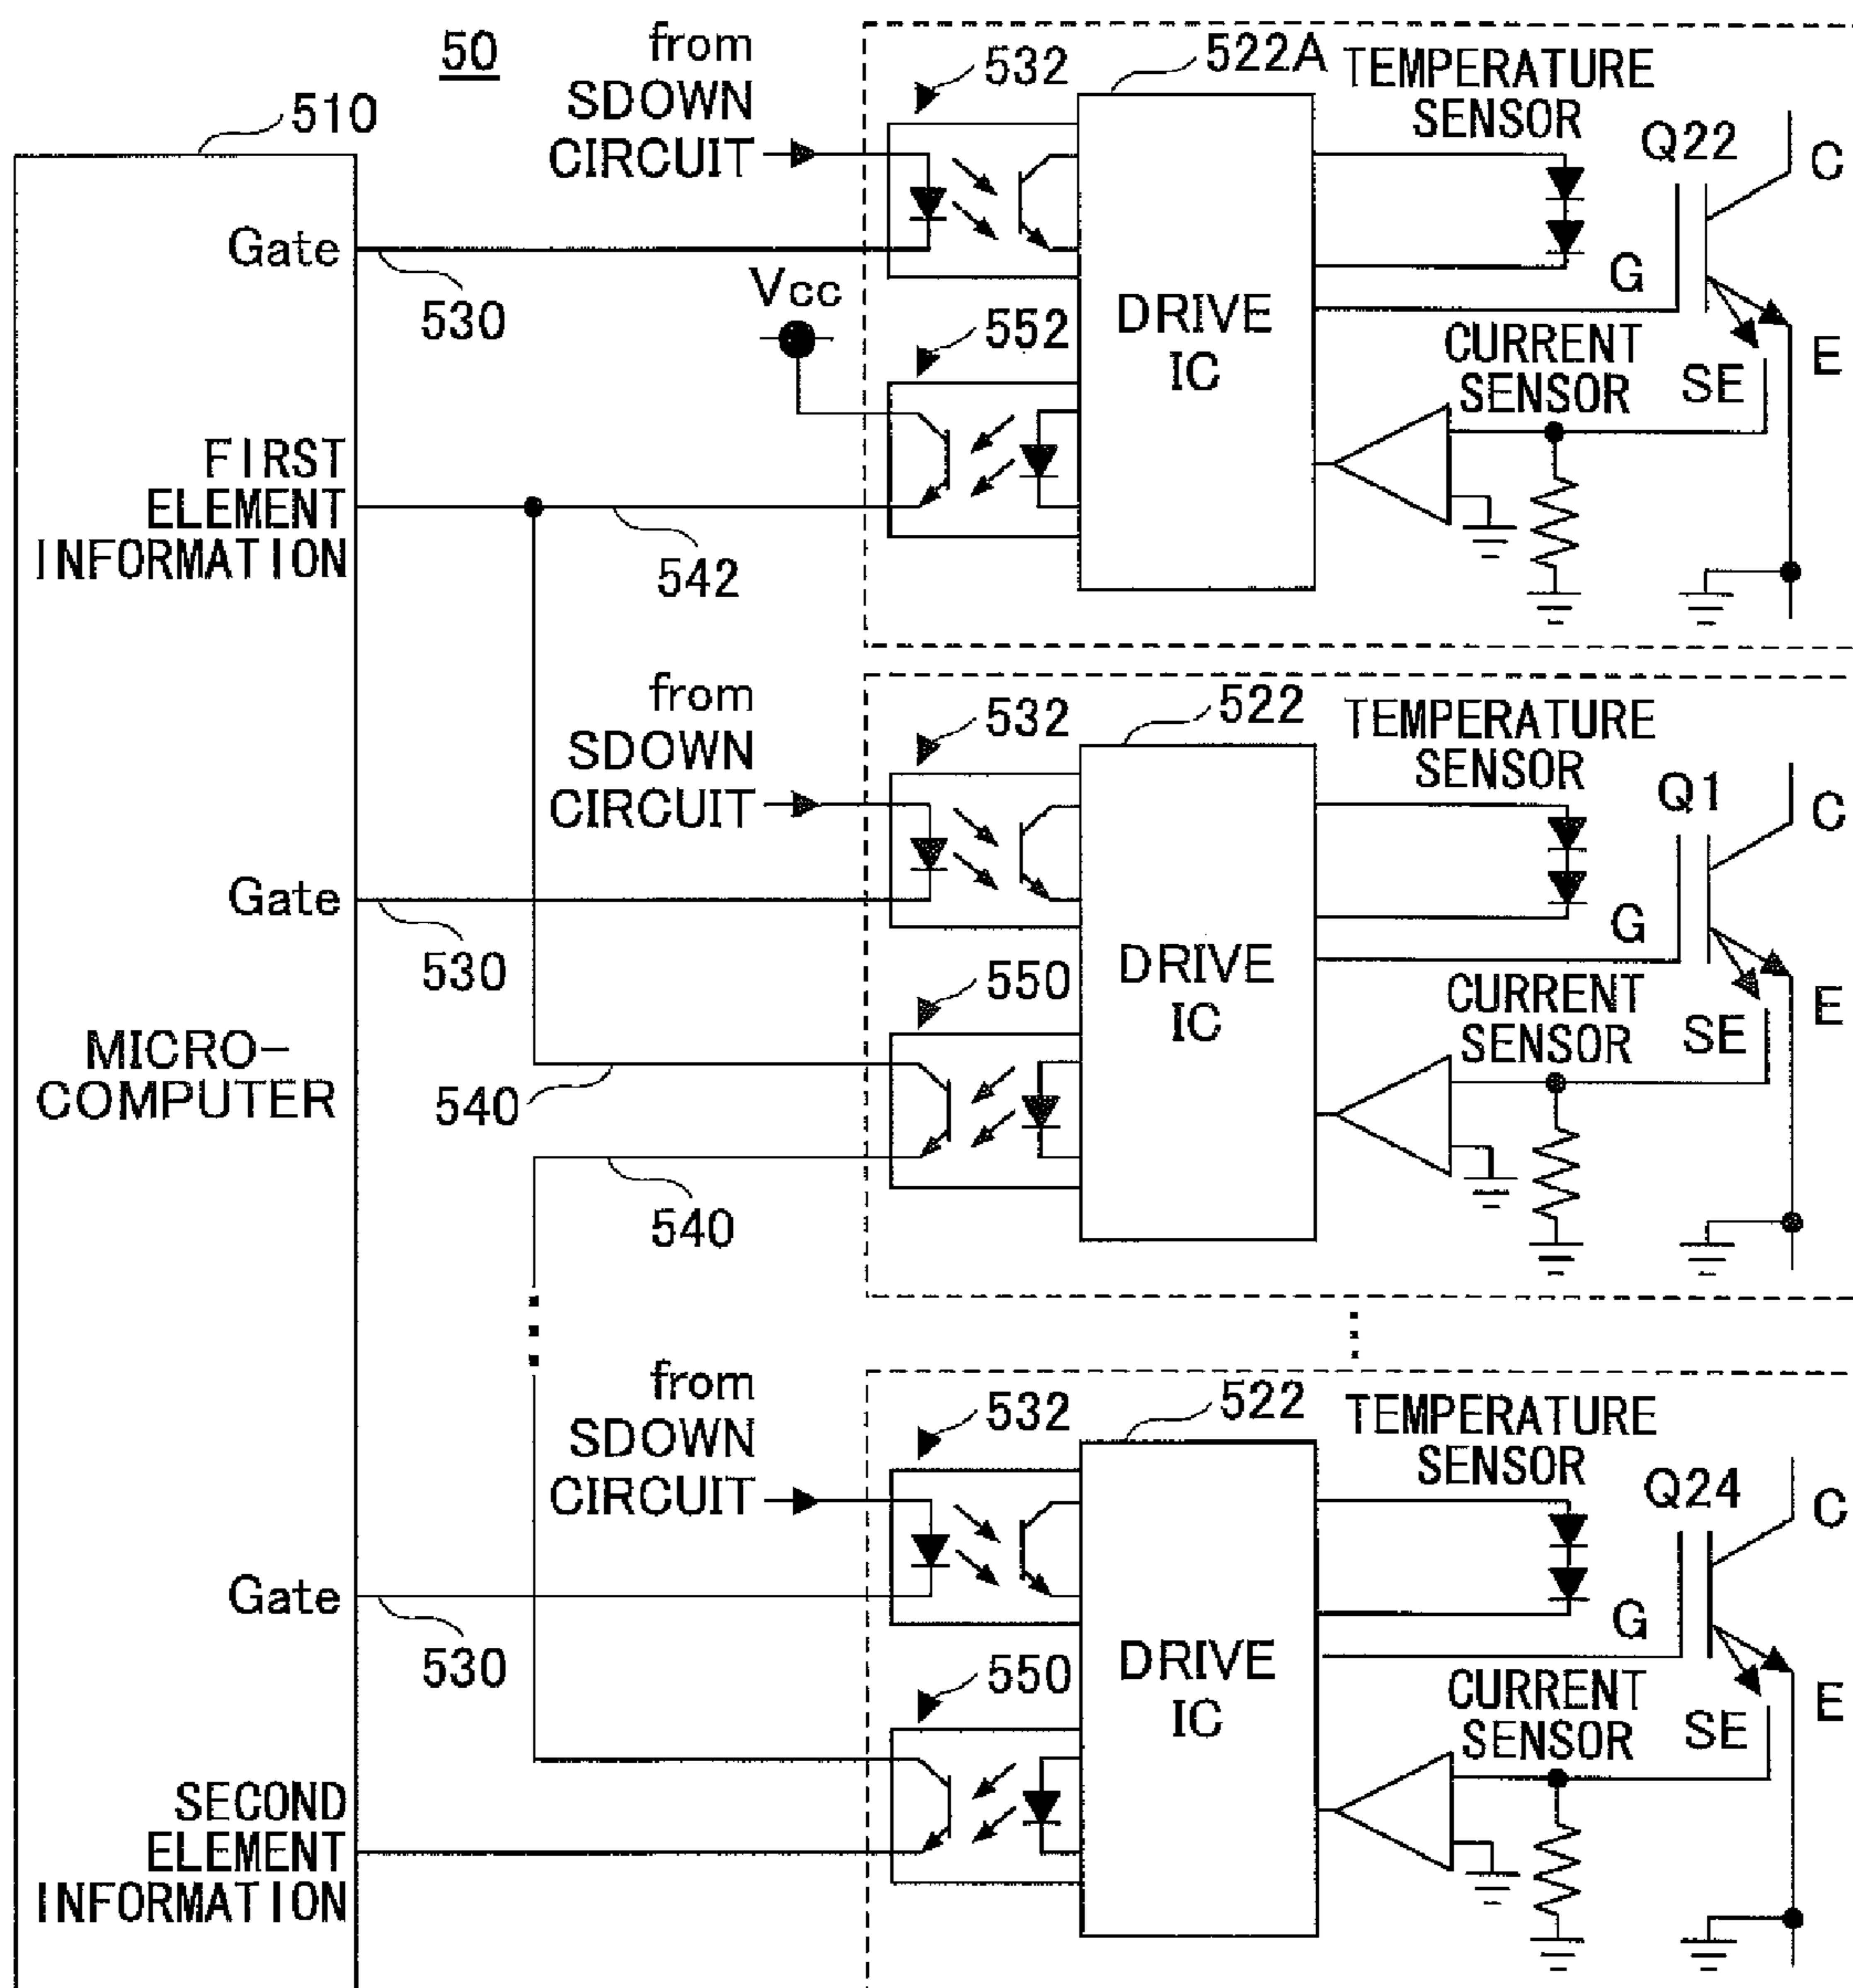 50
510
from
SDOWN
CIRCUIT
532
522A
TEMPERATURE
SENSOR
Q22
C
Gate
530
Vcc
552
DRIVE
IC
G
CURRENT
SENSOR
SE
E
FIRST
ELEMENT
INFORMATION
542
from
SDOWN
CIRCUIT
532
522
TEMPERATURE
SENSOR
Q1
C
Gate
530
550
DRIVE
IC
G
CURRENT
SENSOR
SE
E
MICRO-
COMPUTER
540
540
from
SDOWN
CIRCUIT
532
522
TEMPERATURE
SENSOR
Q24
C
Gate
530
550
DRIVE
IC
G
CURRENT
SENSOR
SE
E
SECOND
ELEMENT
INFORMATION